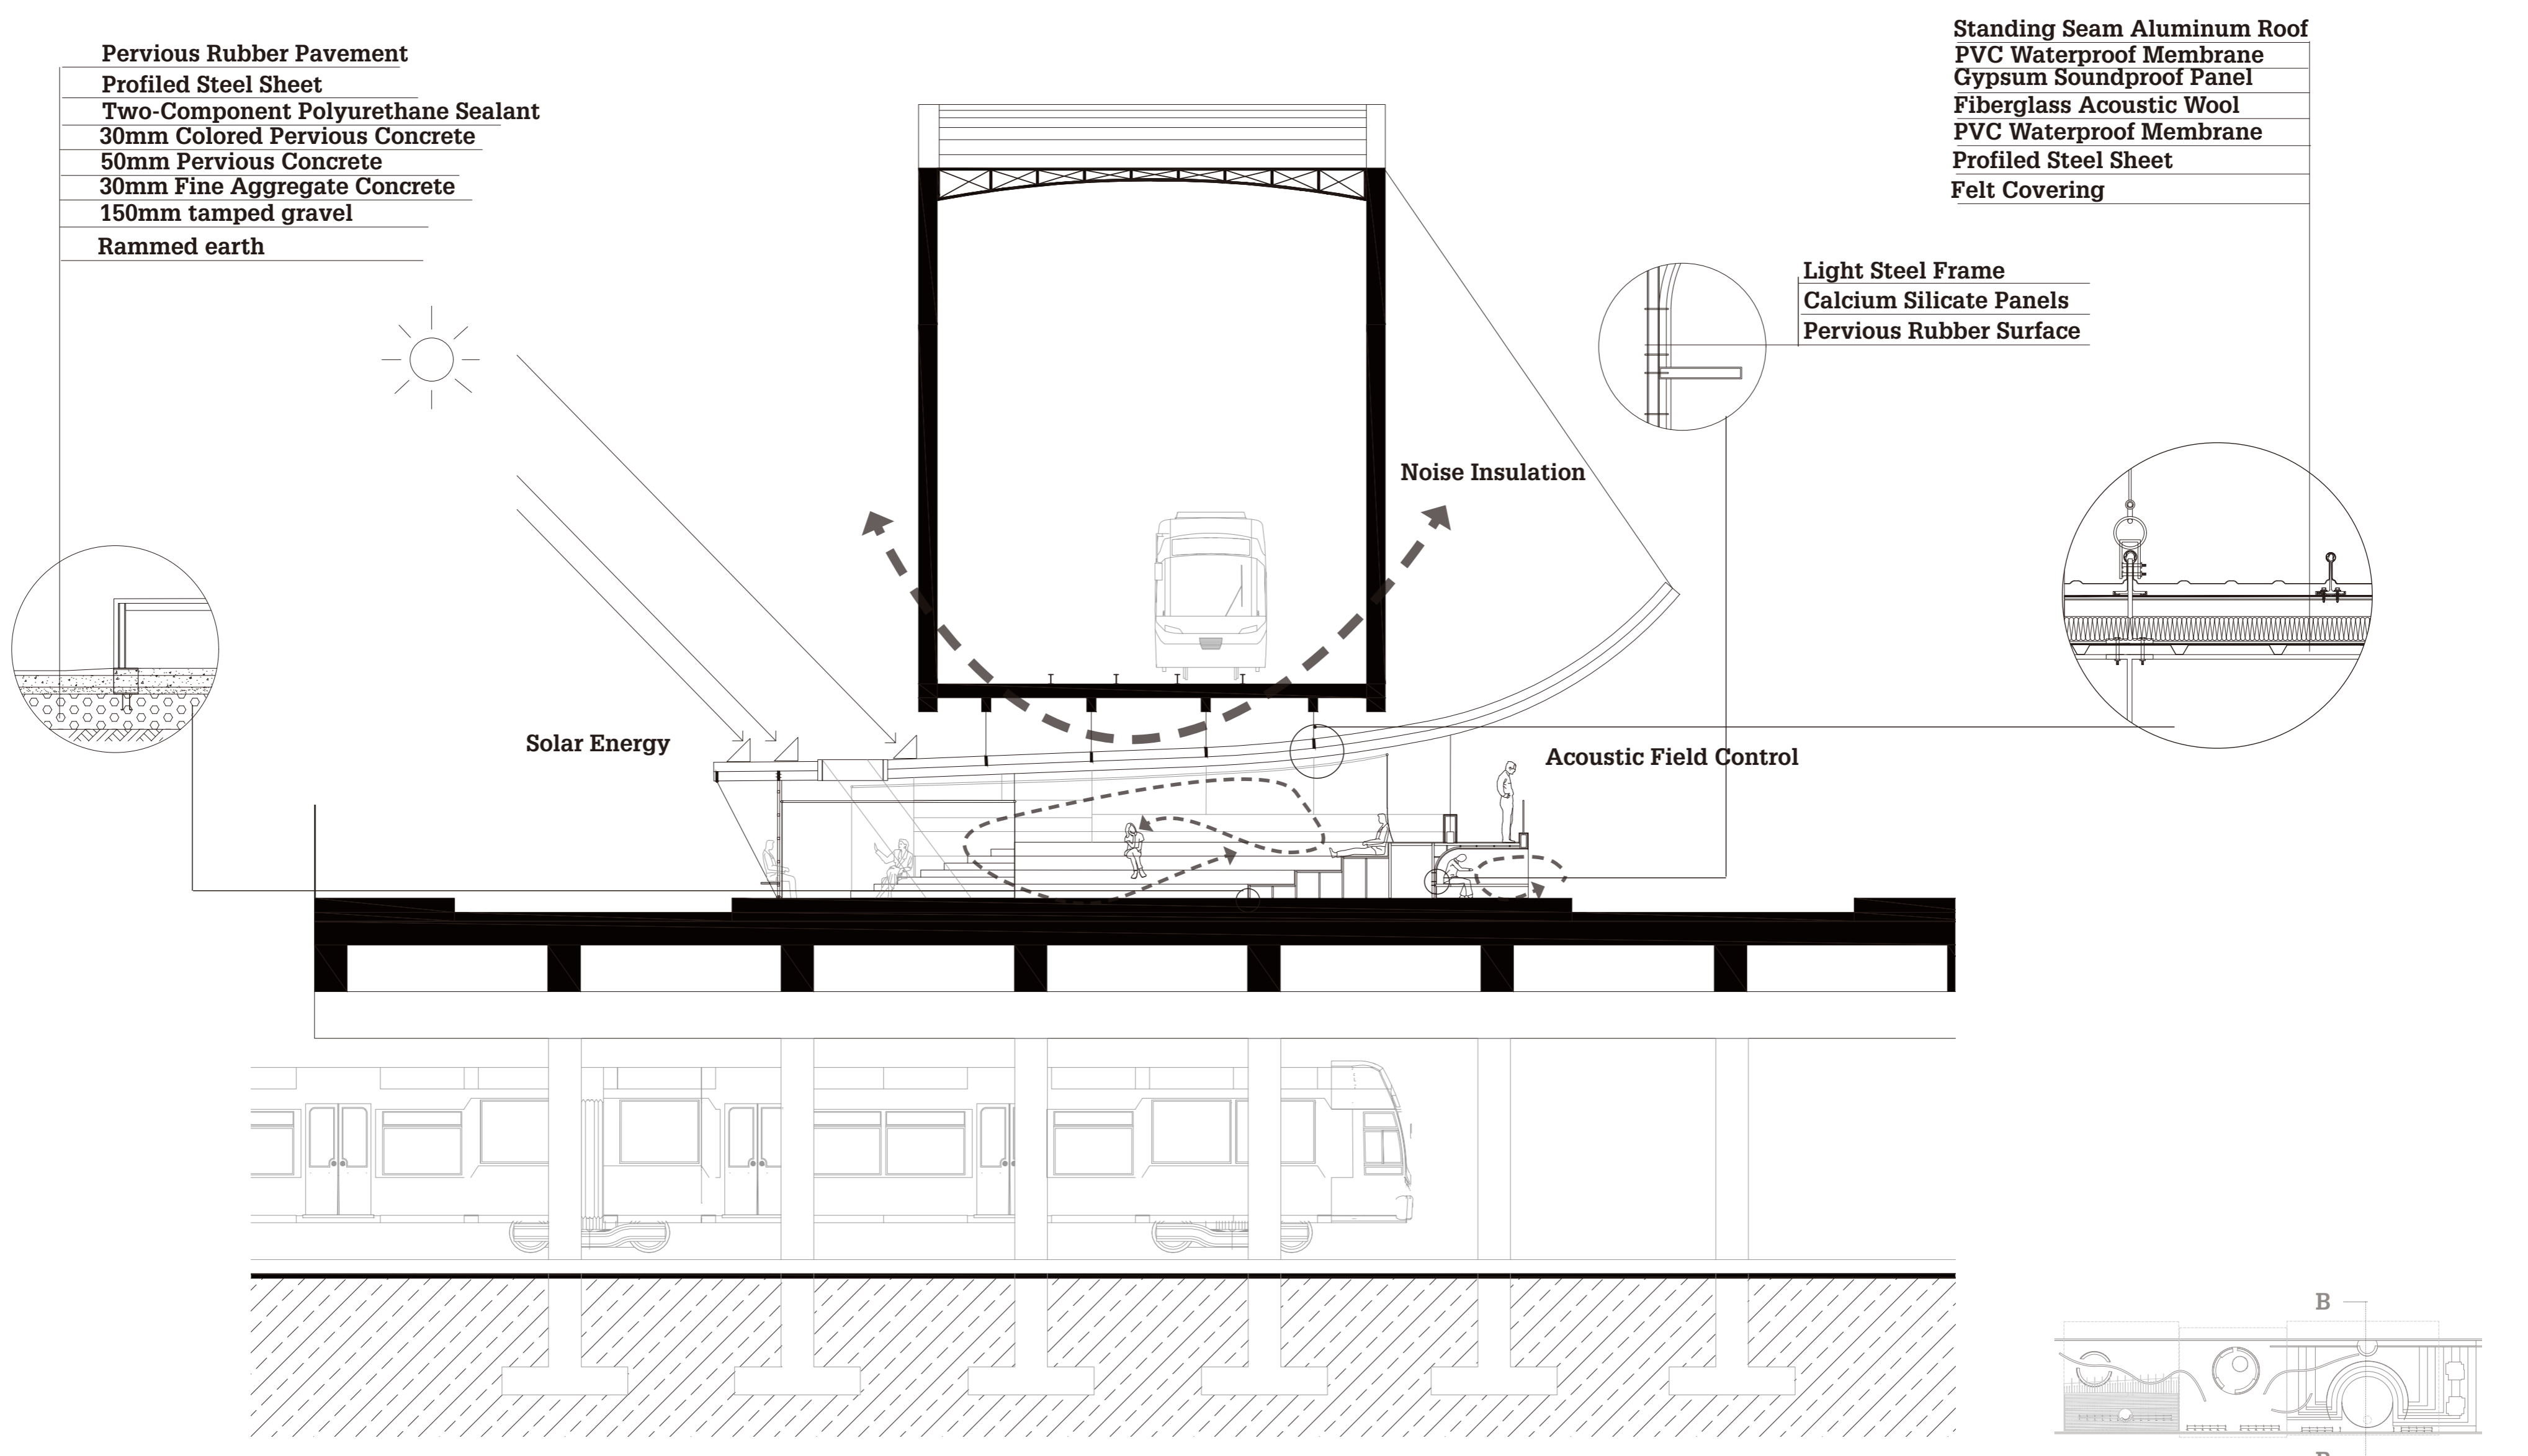 Pervious Rubber Pavement
Profiled Steel Sheet
Two-Component Polyurethane Sealant
30mm Colored Pervious Concrete
50mm Pervious Concrete
30mm Fine Aggregate Concrete
150mm tamped gravel
Rammed earth
Standing Seam Aluminum Roof
PVC Waterproof Membrane
Gypsum Soundproof Panel
Fiberglass Acoustic Wool
PVC Waterproof Membrane
Profiled Steel Sheet
Felt Covering
Light Steel Frame
Calcium Silicate Panels
Pervious Rubber Surface
Noise Insulation
Solar Energy
Acoustic Field Control
B